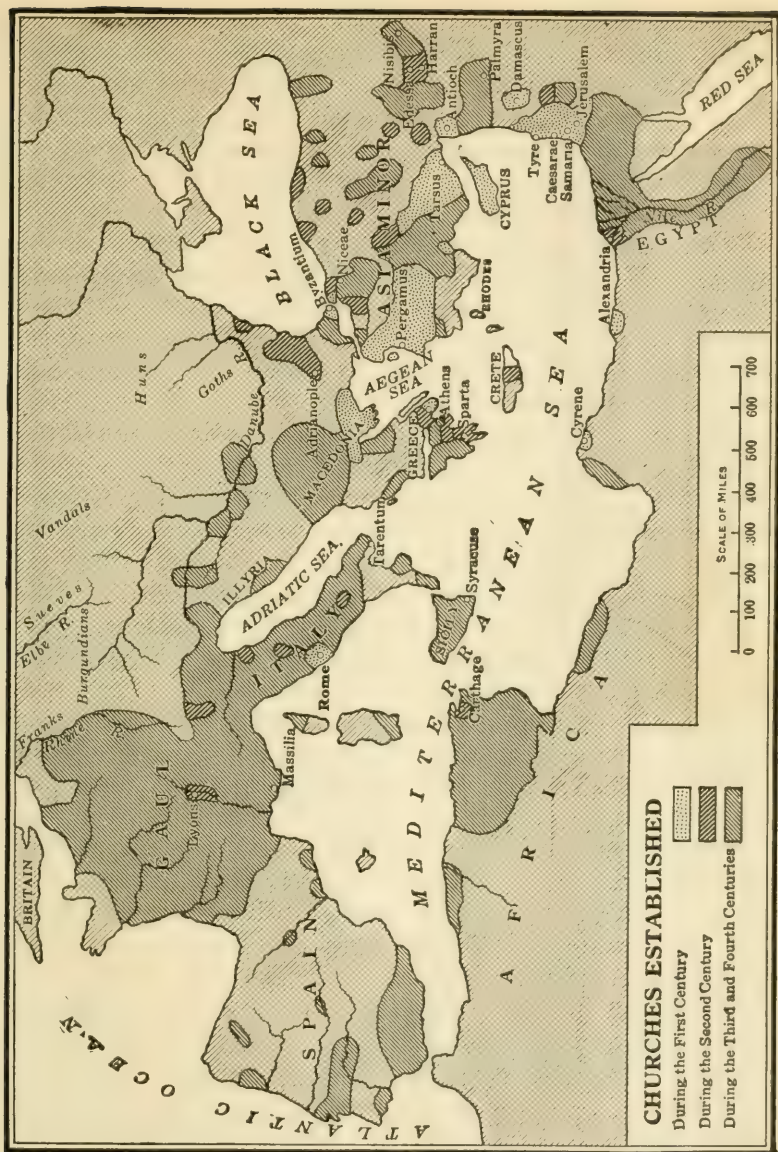 BRITAIN
ATLANTIC OCEAN
Franks
Rhine R.
Elbe R.
Sueves
Burgundians
Vandals
Huns
Goths
Danube R.
GAUL
Lyons
SPAIN
Massilia
ITALY
Rome
ILLYRIA
ADRIATIC SEA.
Tarentum
SICILY
Syracuse
MACEDONIA
Adrianople
GREECE
Athens
Sparta
AEGEAN SEA
CRETE
RHODES
BLACK SEA
Byzantium
Niceae
Pergamus
ASIA MINOR
Tarsus
CYPRUS
Nisibis
Edessa
Harran
Antioch
Palmyra
Damascus
Tyre
Caesarae
Samaria
Jerusalem
RED SEA
Nile R.
EGYPT
Alexandria
Cyrene
MEDITERRANEAN SEA
Carthage
AFRICA
CHURCHES ESTABLISHED
During the First Century
During the Second Century
During the Third and Fourth Centuries
SCALE OF MILES
0 100 200 300 400 500 600 700